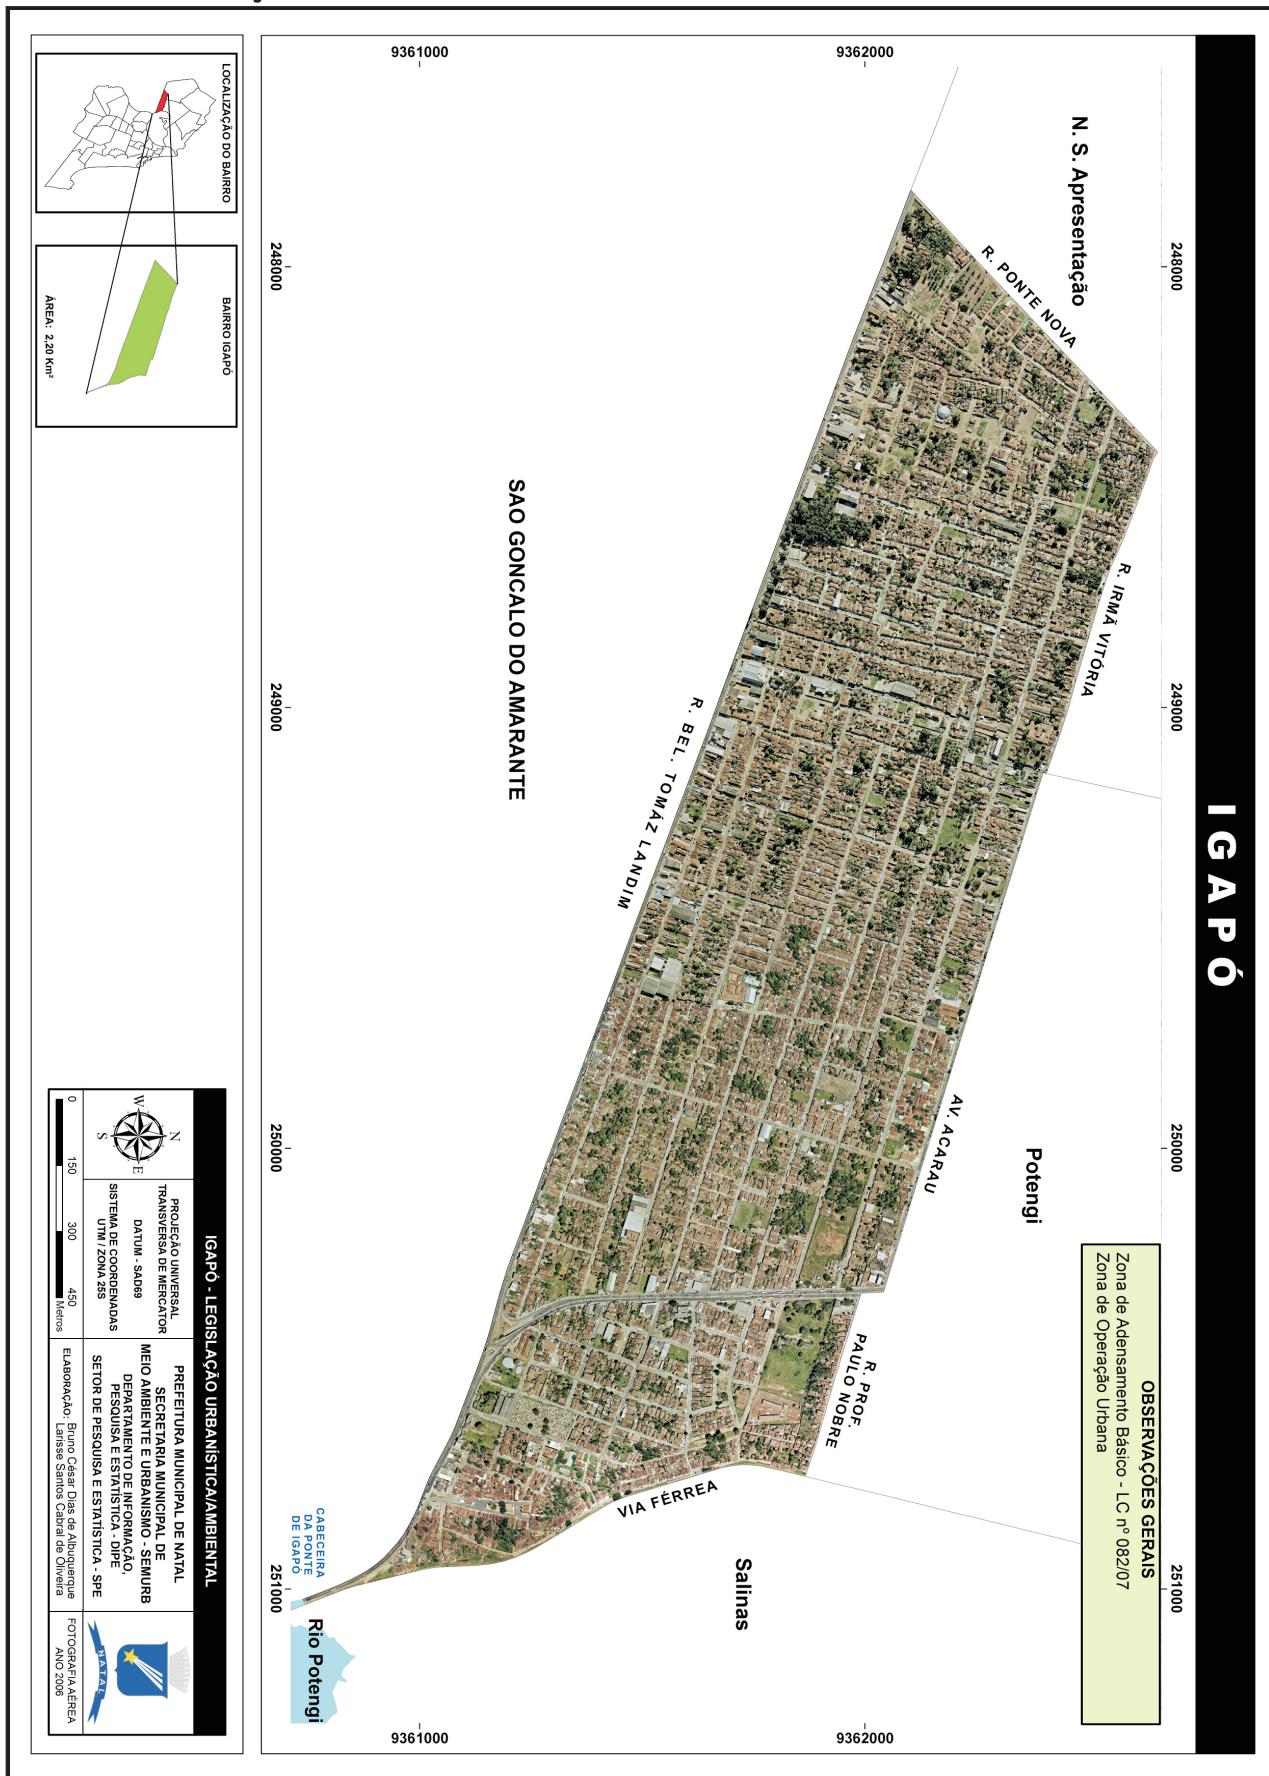 IGAPÓ
248000
249000
250000
251000
9362000
9362000
9361000
9361000
248000
249000
250000
251000
N. S. Apresentação
R. PONTE NOVA
R. IRMÃ VITÓRIA
Potengi
AV. ACARAU
R. PROF.
PAULO NOBRE
VIA FÉRREA
Salinas
SAO GONCALO DO AMARANTE
R. BEL. TOMÁZ LANDIM
CABECEIRA
DA PONTE
DE IGAPÓ
Rio Potengi
OBSERVAÇÕES GERAIS
Zona de Adensamento Básico - LC nº 082/07
Zona de Operação Urbana
LOCALIZAÇÃO DO BAIRRO
BAIRRO IGAPÓ
ÁREA: 2,20 Km²
IGAPÓ - LEGISLAÇÃO URBANÍSTICA/AMBIENTAL
N
W
E
S
0 150 300 450
Metros
PROJEÇÃO UNIVERSAL
TRANSVERSA DE MERCATOR
DATUM - SAD69
SISTEMA DE COORDENADAS
UTM / ZONA 25S
PREFEITURA MUNICIPAL DE NATAL
SECRETARIA MUNICIPAL DE
MEIO AMBIENTE E URBANISMO - SEMURB
DEPARTAMENTO DE INFORMAÇÃO,
PESQUISA E ESTATÍSTICA - DIPE
SETOR DE PESQUISA E ESTATÍSTICA - SPE
ELABORAÇÃO: Bruno César Dias de Albuquerque
Larisse Santos Cabral de Oliveira
NATAL
FOTOGRAFIA AÉREA
ANO 2006